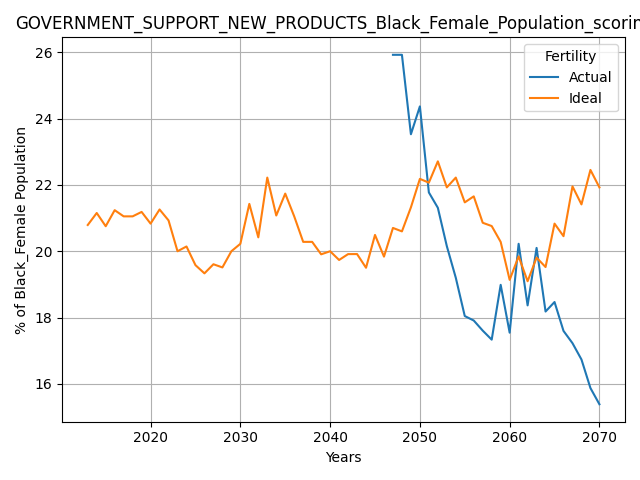 GOVERNMENT_SUPPORT_NEW_PRODUCTS_Black_Female_Population_scorin
Fertility
Actual
Ideal
26
24
22
20
18
16
% of Black_Female Population
2020 2030 2040 2050 2060 2070
Years